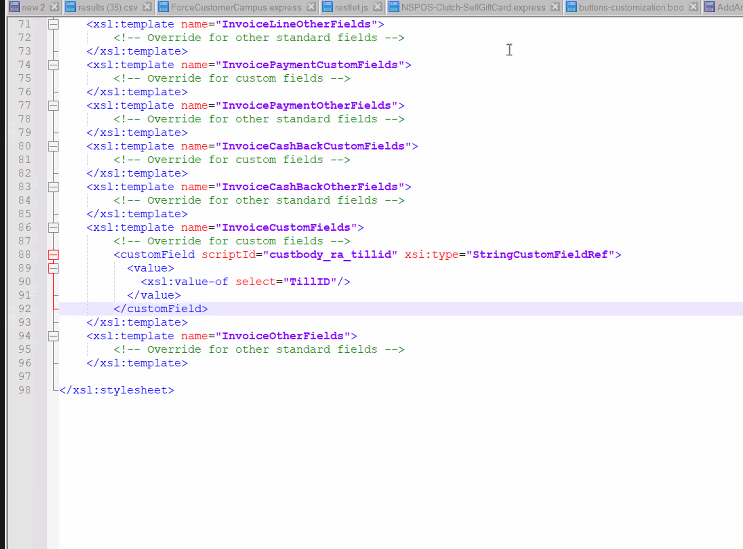 new 2 results (35).csv ForceCustomerCampus.express restlet.js NSPOS-Clutch-SellGiftCard.express buttons-customization.boo AddAr
71 <xsl:template name="InvoiceLineOtherFields">
72 <!-- Override for other standard fields -->
73 </xsl:template>
74 <xsl:template name="InvoicePaymentCustomFields">
75 <!-- Override for custom fields -->
76 </xsl:template>
77 <xsl:template name="InvoicePaymentOtherFields">
78 <!-- Override for other standard fields -->
79 </xsl:template>
80 <xsl:template name="InvoiceCashBackCustomFields">
81 <!-- Override for custom fields -->
82 </xsl:template>
83 <xsl:template name="InvoiceCashBackOtherFields">
84 <!-- Override for other standard fields -->
85 </xsl:template>
86 <xsl:template name="InvoiceCustomFields">
87 <!-- Override for custom fields -->
88 <customField scriptId="custbody_ra_tillid" xsi:type="StringCustomFieldRef">
89 <value>
90 <xsl:value-of select="TillID"/>
91 </value>
92 </customField>
93 </xsl:template>
94 <xsl:template name="InvoiceOtherFields">
95 <!-- Override for other standard fields -->
96 </xsl:template>
97
98 </xsl:stylesheet>